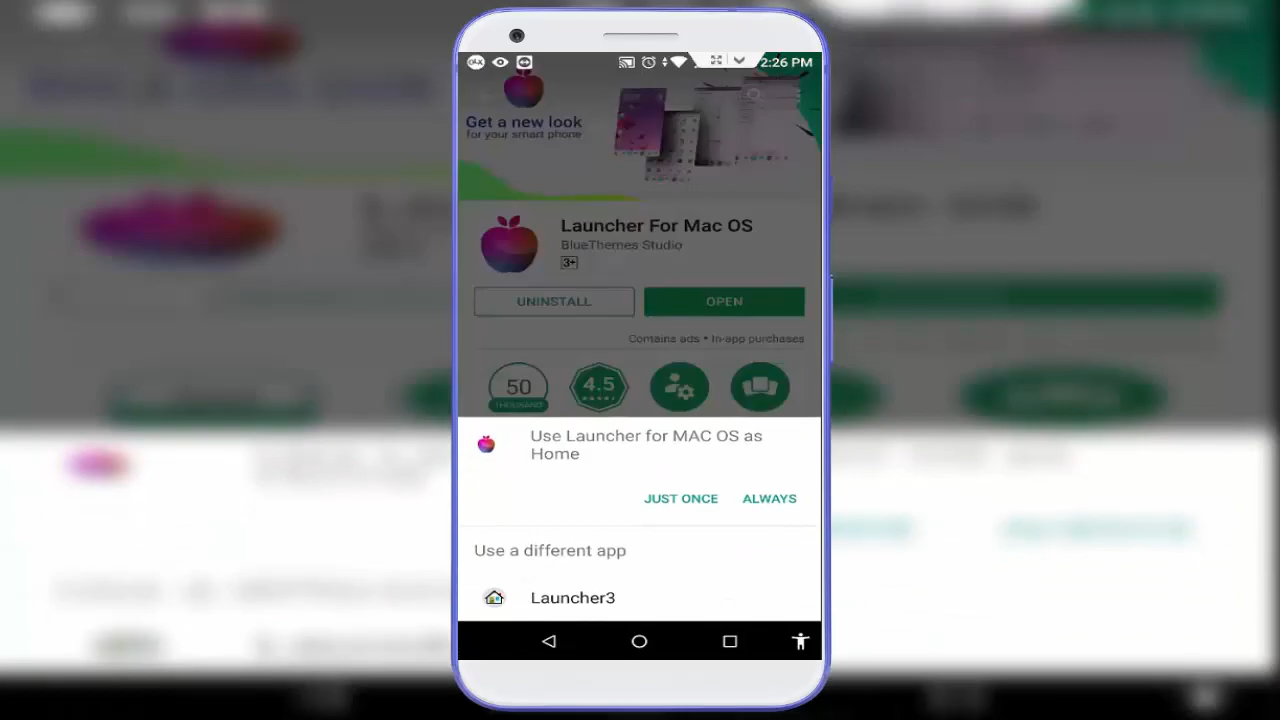 OLX
2:26 PM
Get a new look
for your smart phone
Launcher For Mac OS
BlueThemes Studio
3+
UNINSTALL
OPEN
Contains ads • In-app purchases
50
THOUSAND
4.5
Use Launcher for MAC OS as
Home
JUST ONCE
ALWAYS
Use a different app
Launcher3